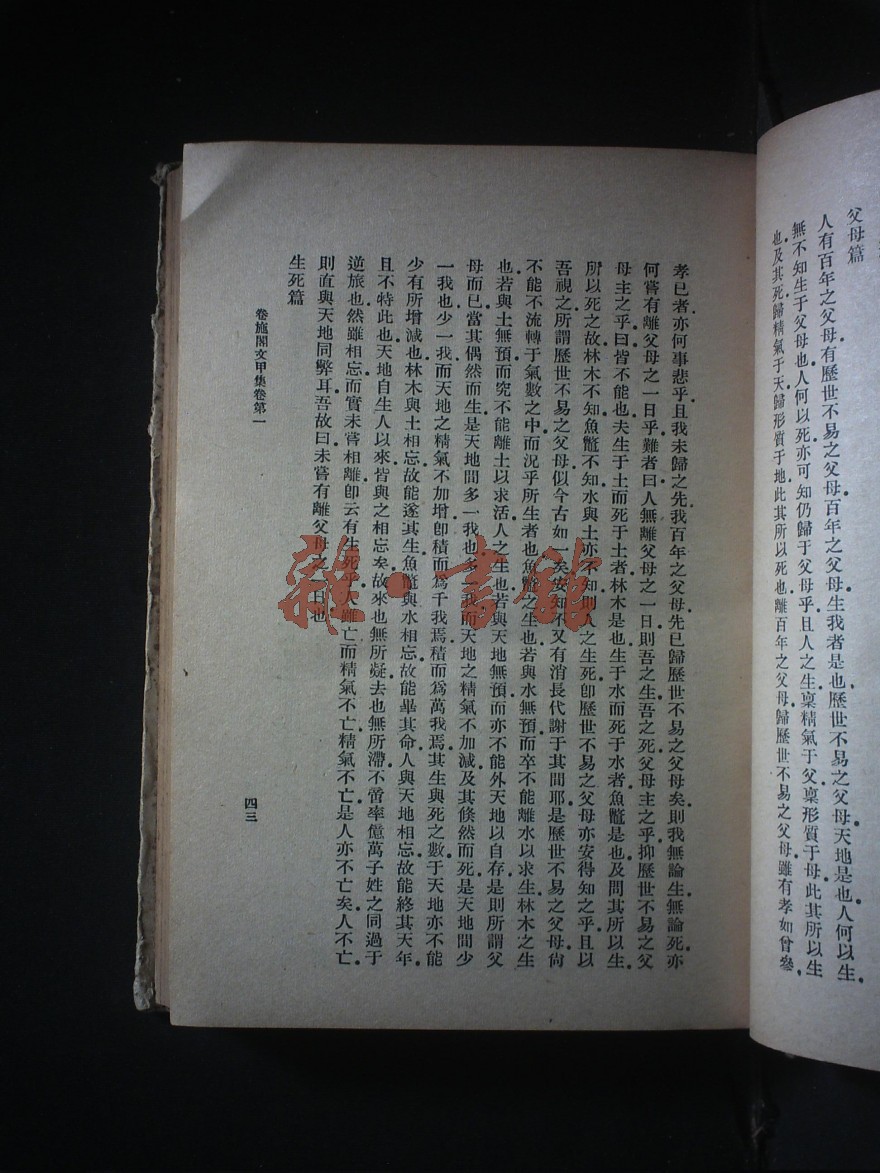 父母篇
人有百年之父母有歷世不易之父母百年之父母生我者是也歷世不易之父母天地是也人何以生
無不知生于父母也人何以死亦可知仍歸于父母乎且人之生稟精氣于父稟形質于母此其所以生
也及其死歸精氣于天歸形質于地此其所以死也離百年之父母歸歷世不易之父母雖有孝如曾參
孝已者亦何事悲乎且我未歸之先我百年之父母先已歸歷世不易之父母矣則我無論生無論死亦
何嘗有離父母之一日乎難者曰人無離父母之一日則吾之生吾之死父母主之乎抑歷世不易之父
母主之乎曰皆不能也夫生于土而死于土者林木是也生于水而死于水者魚鼈是也及問其所以生
所以死之故林木不知魚鼈不知水與土亦不知則人之生死卽歷世不易之父母亦安得知之乎且以
吾視之所謂歷世不易之父母似今古如一矣安知不又有消長代謝于其間耶是歷世不易之父母尙
不能不流轉于氣數之中而況乎所生者也魚鼈之生也若與水無預而卒不能離水以求生林木之生
也若與土無預而究不能離土以求活人之生也若與天地無預而亦不能外天地以自存是則所謂父
母而已當其偶然而生是天地間多一我也多一我而天地之精氣不加減及其倏然而死是天地間少
一我也少一我而天地之精氣不加增卽積而爲千我焉積而爲萬我焉其生與死之數于天地亦不能
少有所增減也林木與土相忘故能遂其生魚鼈與水相忘故能畢其命人與天地相忘故能終其天年
且不特此也天地自生人以來皆與之相忘矣故來也無所疑去也無所滯不啻率億萬子姓之同過于
逆旅也然雖相忘而實未嘗相離卽云有生死乎人雖亡而精氣不亡精氣不亡是人亦不亡矣人不亡
則直與天地同弊耳吾故曰未嘗有離父母之一日也
生死篇
卷施閣文甲集卷第一
四三
雜·書館